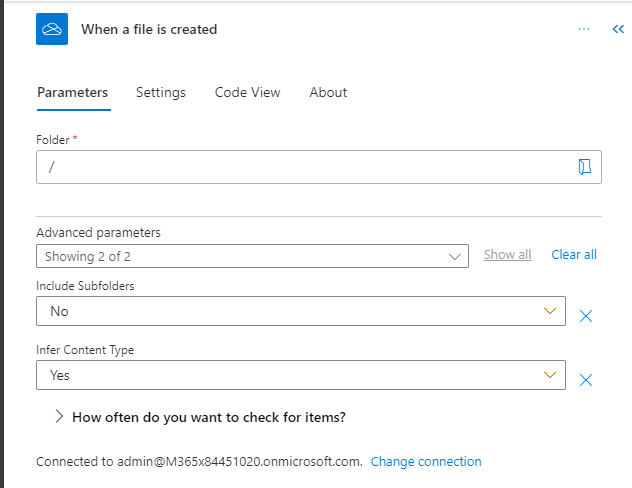 When a file is created
...
Parameters Settings Code View About
Folder *
/
Advanced parameters
Showing 2 of 2 Show all Clear all
Include Subfolders
No
Infer Content Type
Yes
How often do you want to check for items?
Connected to admin@M365x84451020.onmicrosoft.com. Change connection